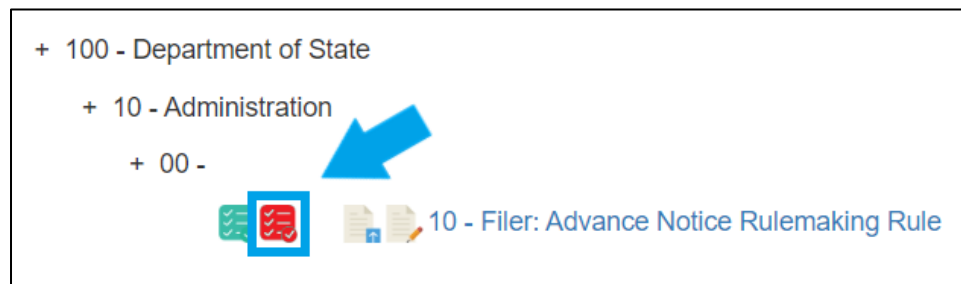 + 100 - Department of State
+ 10 - Administration
+ 00 -
10 - Filer: Advance Notice Rulemaking Rule